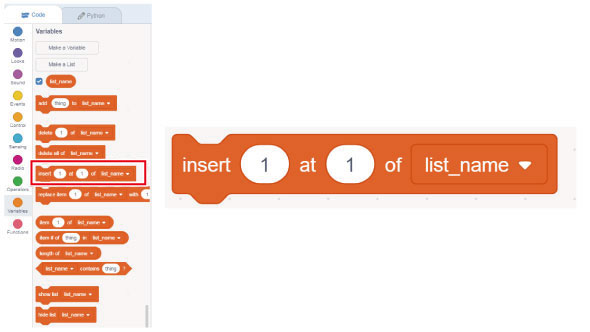 Code
Python
Motion
Looks
Sound
Events
Control
Sensing
Radio
Operators
Variables
Functions
Variables
Make a Variable
Make a List
list_name
add thing to list_name
delete 1 of list_name
delete all of list_name
insert 1 at 1 of list_name
replace item 1 of list_name with 1
item 1 of list_name
item # of thing in list_name
length of list_name
list_name contains thing ?
show list list_name
hide list list_name
insert 1 at 1 of list_name